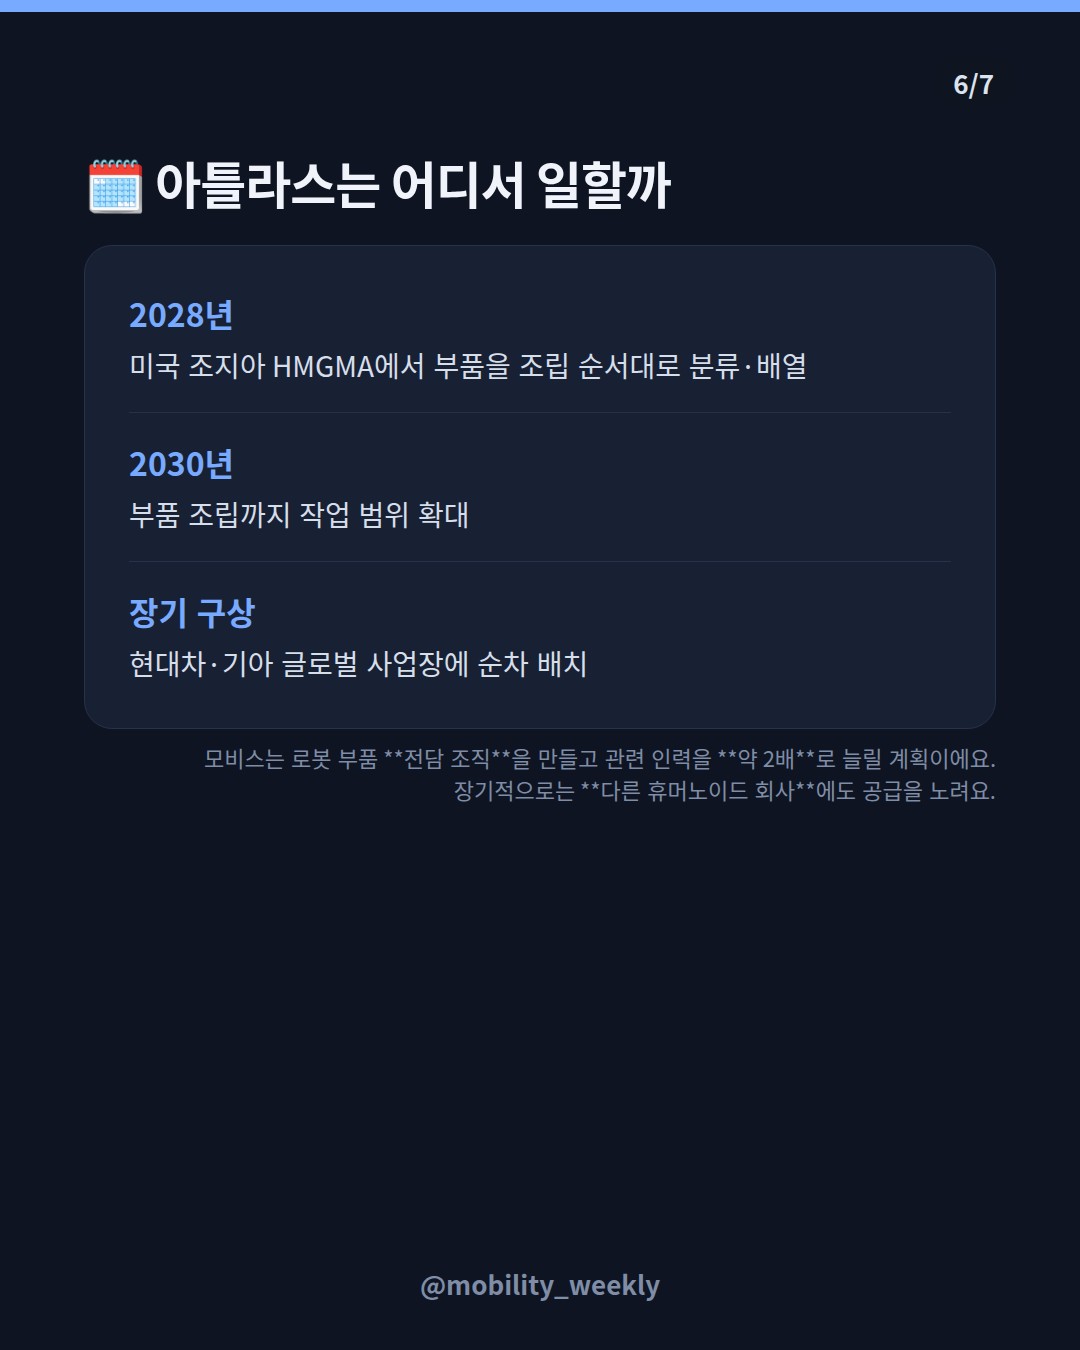 6/7
🗓️ 아틀라스는 어디서 일할까
2028년
미국 조지아 HMGMA에서 부품을 조립 순서대로 분류·배열
2030년
부품 조립까지 작업 범위 확대
장기 구상
현대차·기아 글로벌 사업장에 순차 배치
모비스는 로봇 부품 **전담 조직**을 만들고 관련 인력을 **약 2배**로 늘릴 계획이에요.
장기적으로는 **다른 휴머노이드 회사**에도 공급을 노려요.
@mobility_weekly